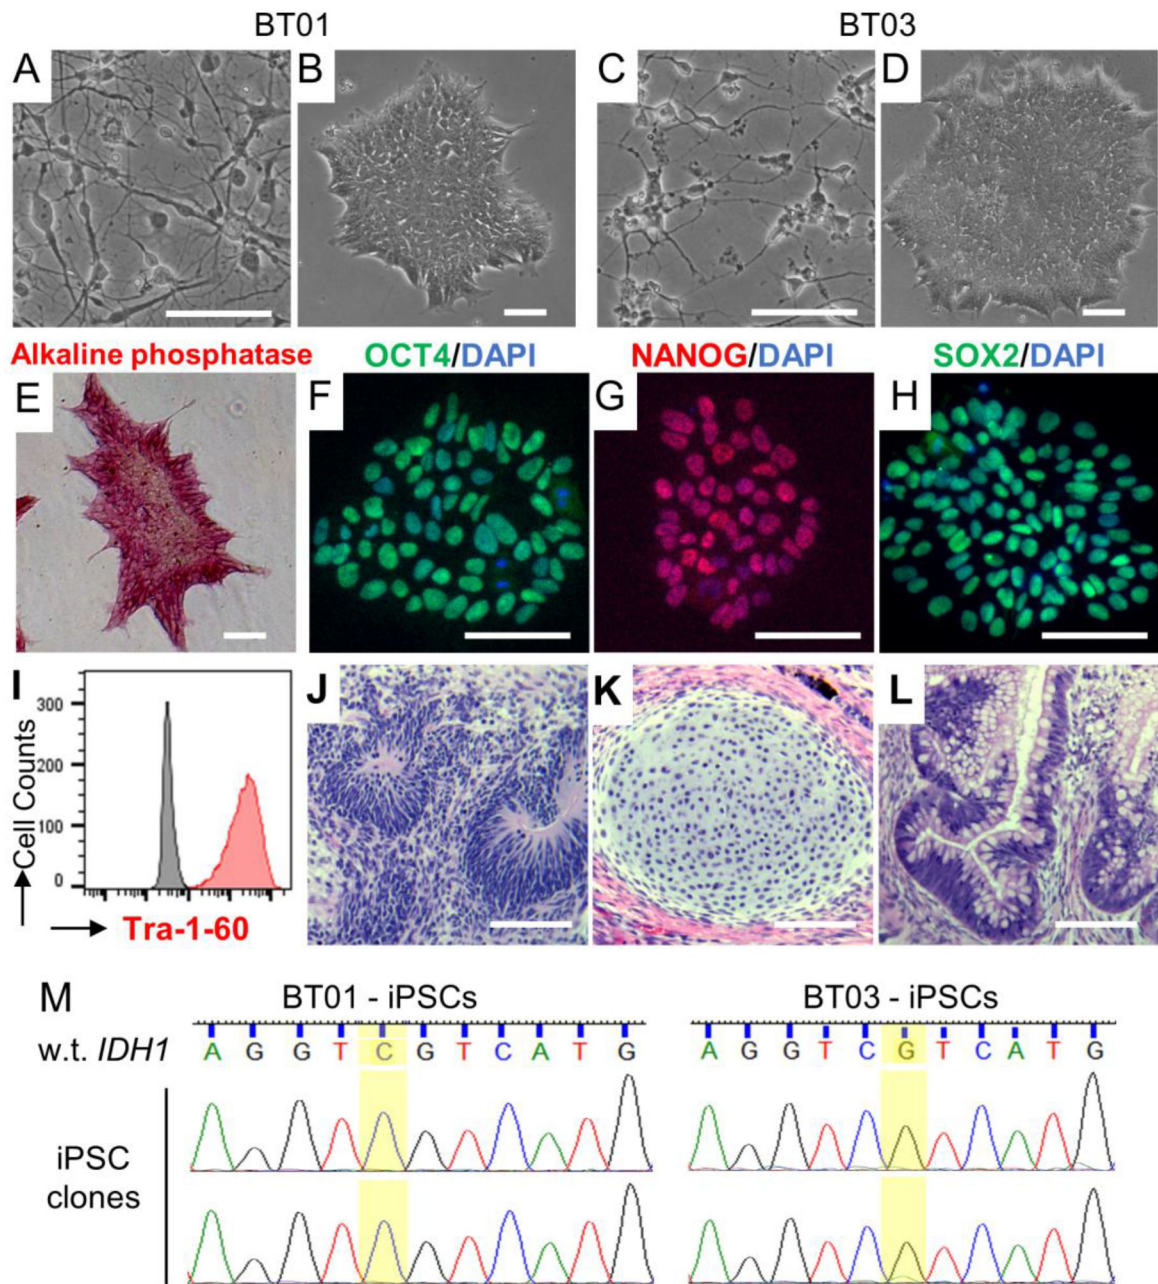 BT01 BT03
A B C D
Alkaline phosphatase OCT4/DAPI NANOG/DAPI SOX2/DAPI
E F G H
I J K L
300
200
100
0
Cell Counts
Tra-1-60
M BT01 - iPSCs BT03 - iPSCs
w.t. IDH1 A G G T C G T C A T G A G G T C G T C A T G
iPSC
clones